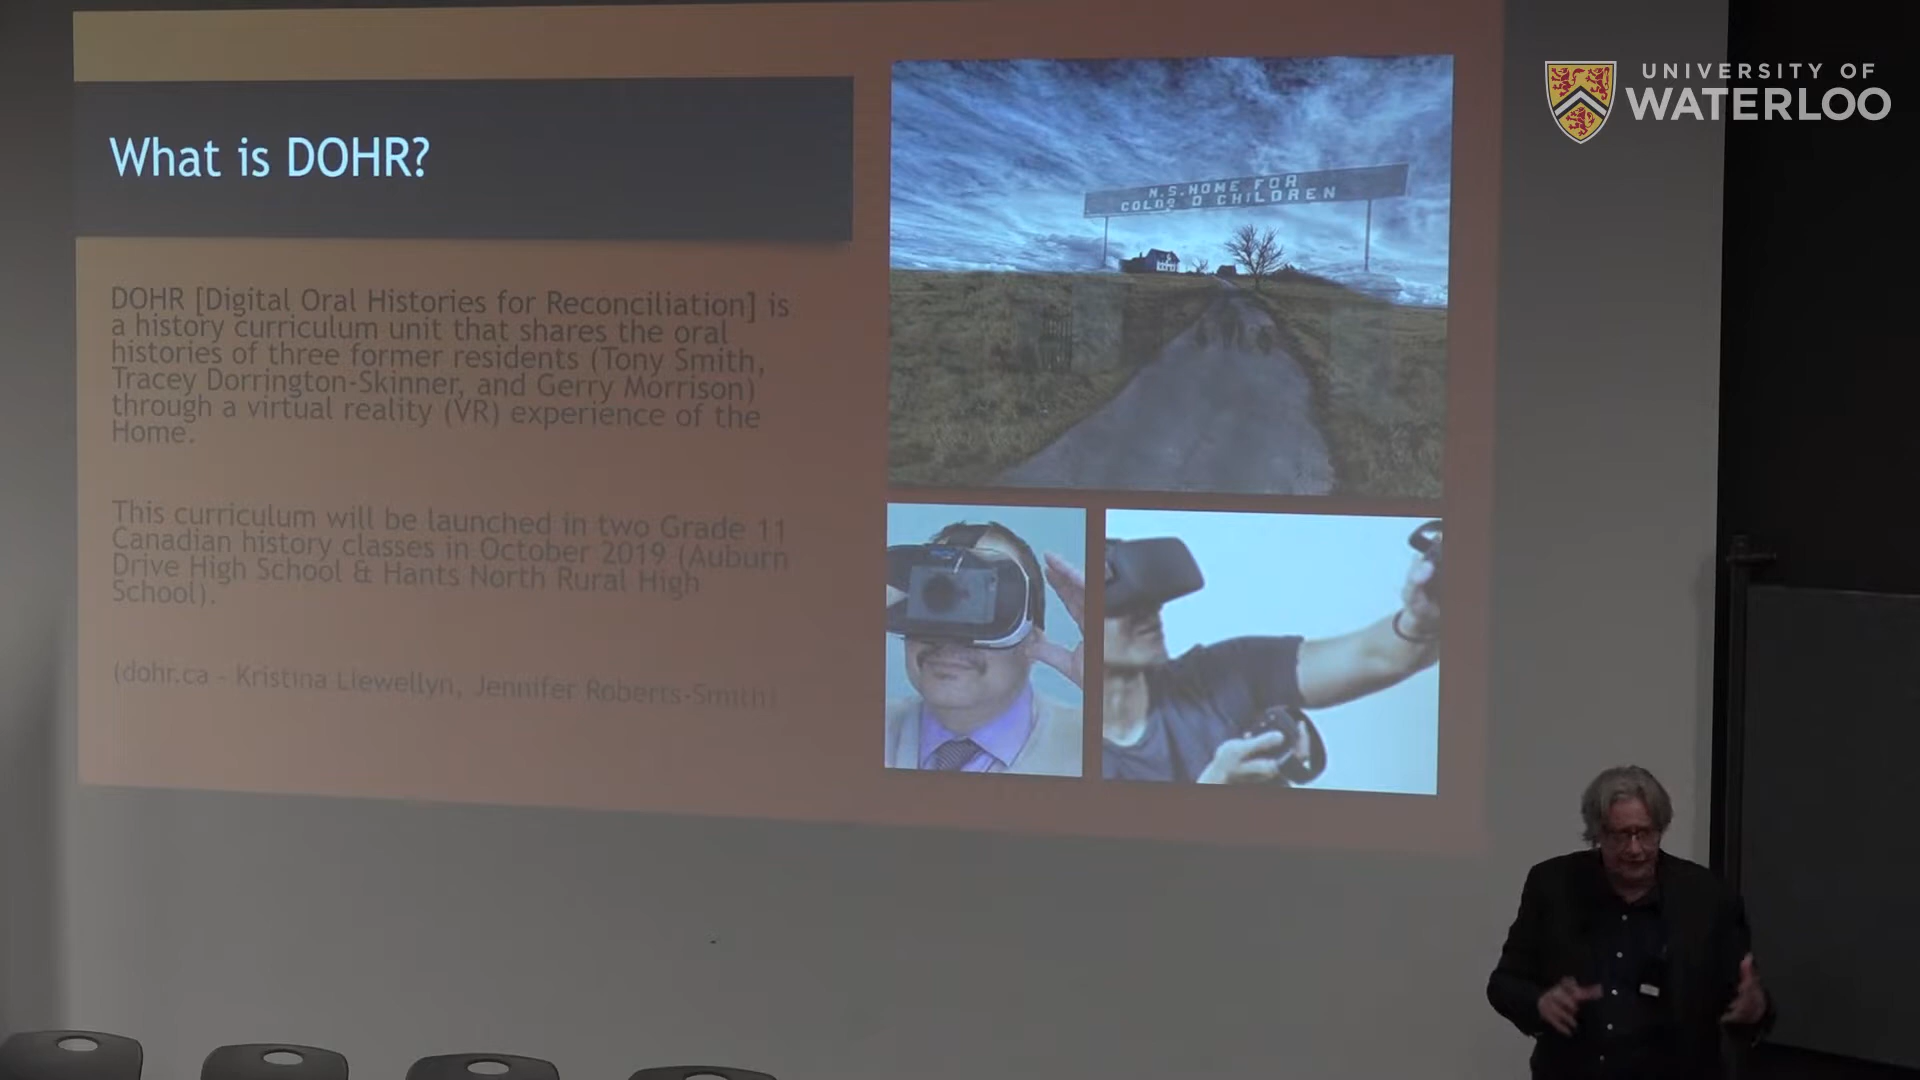 What is DOHR?
DOHR [Digital Oral Histories for Reconciliation] is
a history curriculum unit that shares the oral
histories of three former residents (Tony Smith,
Tracey Dorrington-Skinner, and Gerry Morrison)
through a virtual reality (VR) experience of the
Home.
This curriculum will be launched in two Grade 11
Canadian history classes in October 2019 (Auburn
Drive High School & Hants North Rural High
School).
(dohr.ca - Kristina Llewellyn, Jennifer Roberts-Smith)
N.S. HOME FOR
COLO? D CHILDREN
UNIVERSITY OF
WATERLOO